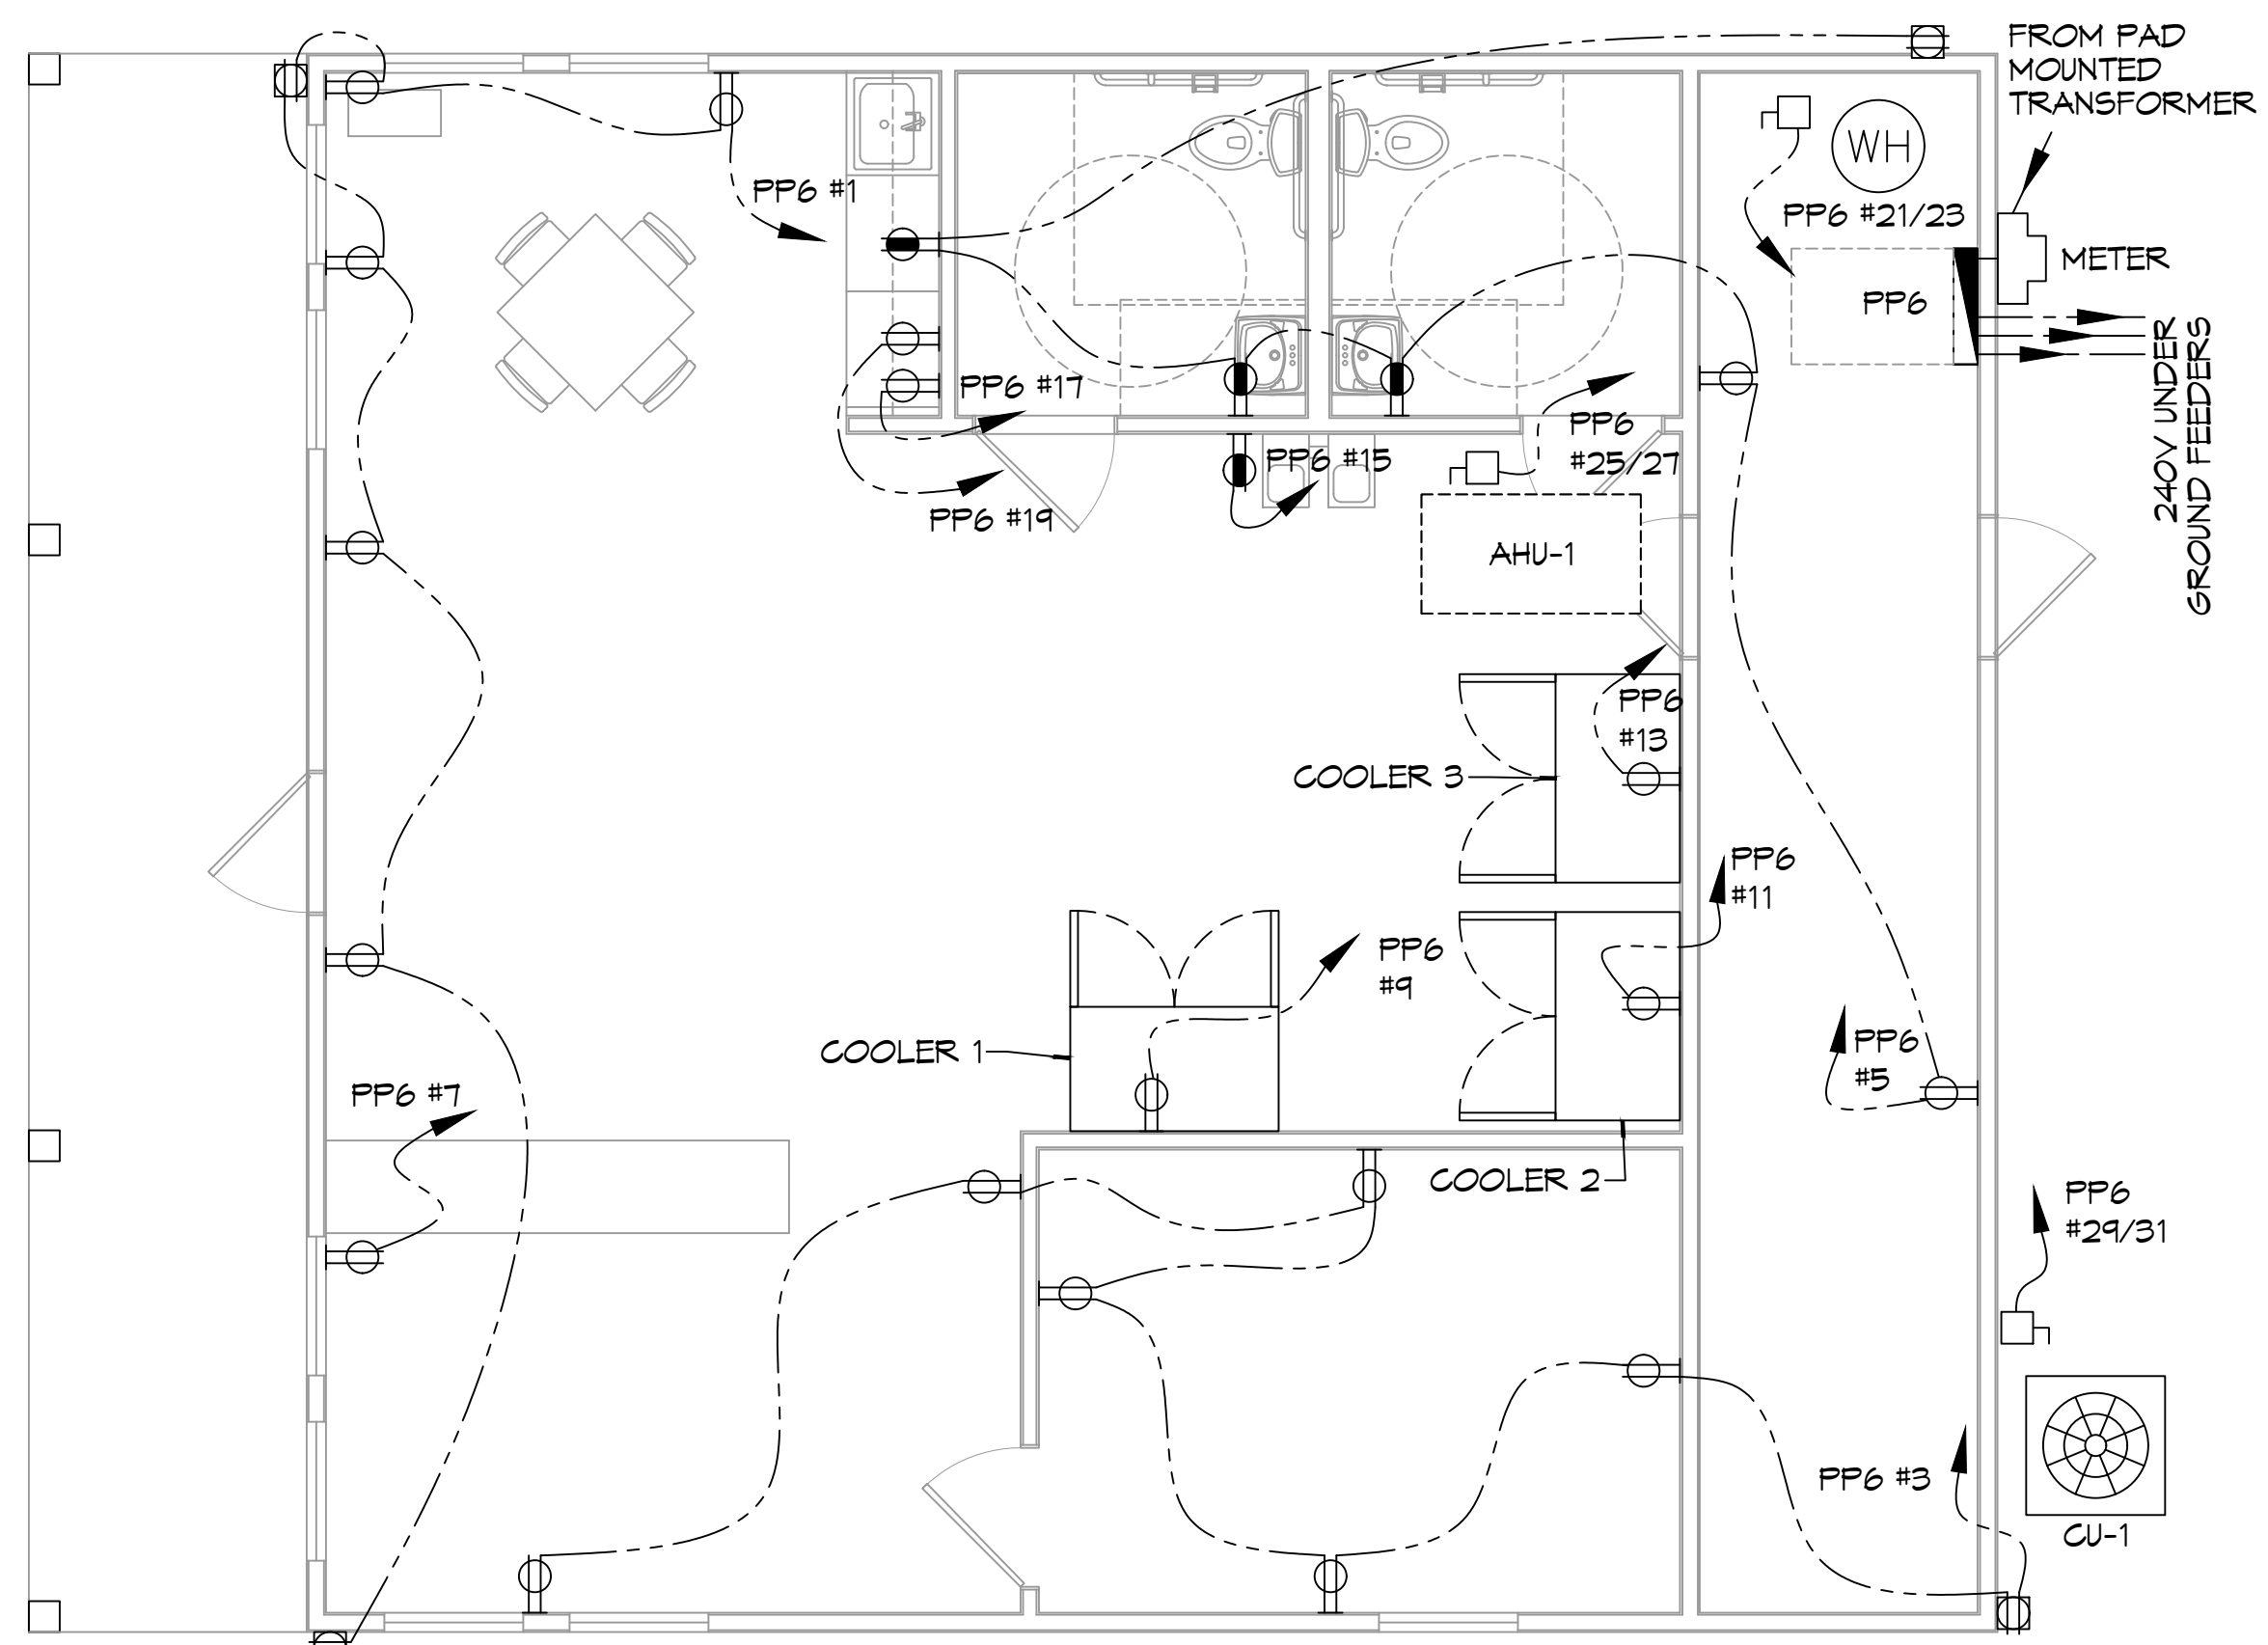 FROM PAD
MOUNTED
TRANSFORMER
WH
PP6 #1
PP6 #21/23
METER
PP6
240V UNDER
GROUND FEEDERS
PP6 #17
PP6
#25/27
PP6 #15
PP6 #19
AHU-1
PP6
#13
COOLER 3
PP6
#11
PP6
#9
COOLER 1
PP6
#5
PP6 #7
COOLER 2
PP6
#29/31
PP6 #3
CU-1